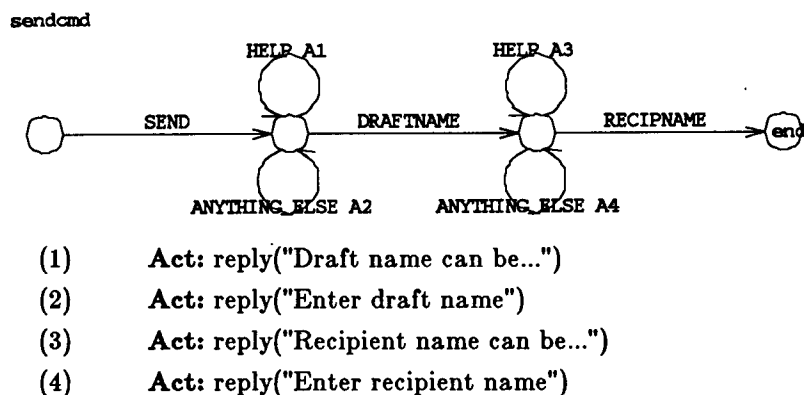 sendcmd
HELP A1 HELP A3
SEND DRAFTNAME RECIPNAME end
ANYTHING_ELSE A2 ANYTHING_ELSE A4
(1) Act: reply("Draft name can be...")
(2) Act: reply("Enter draft name")
(3) Act: reply("Recipient name can be...")
(4) Act: reply("Enter recipient name")